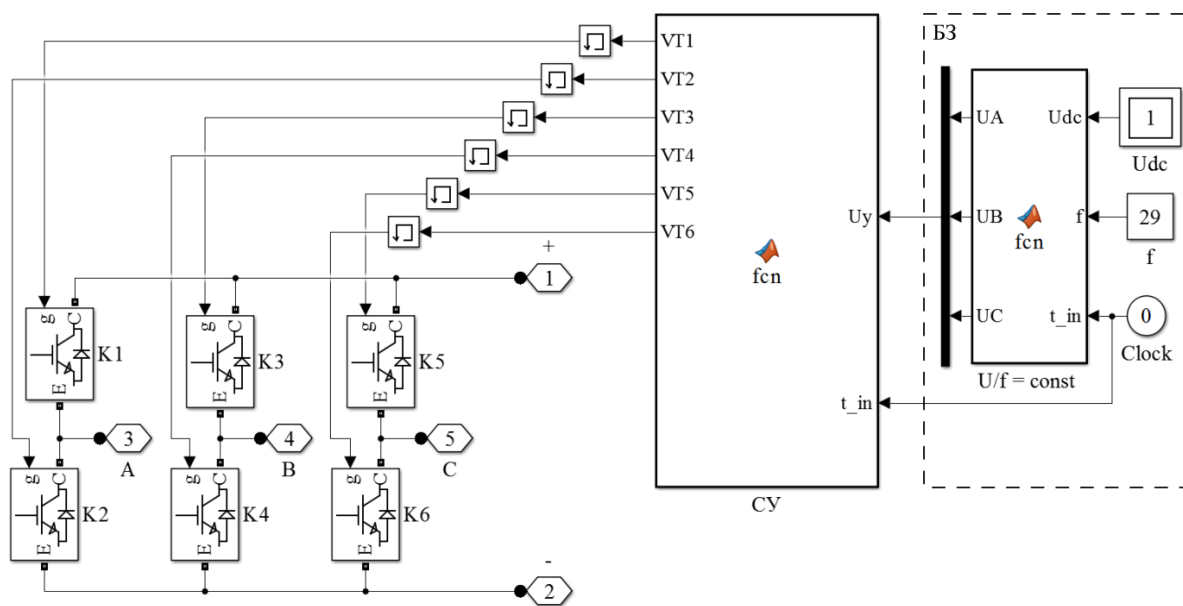 БЗ
VT1
VT2
VT3
VT4
VT5
VT6
Uy
t_in
fcn
СУ
UA
UB
UC
Udc
f
t_in
fcn
U/f = const
1
Udc
29
f
0
Clock
+
1
g
C
E
K1
g
C
E
K3
g
C
E
K5
3
A
4
B
5
C
g
C
E
K2
g
C
E
K4
g
C
E
K6
-
2